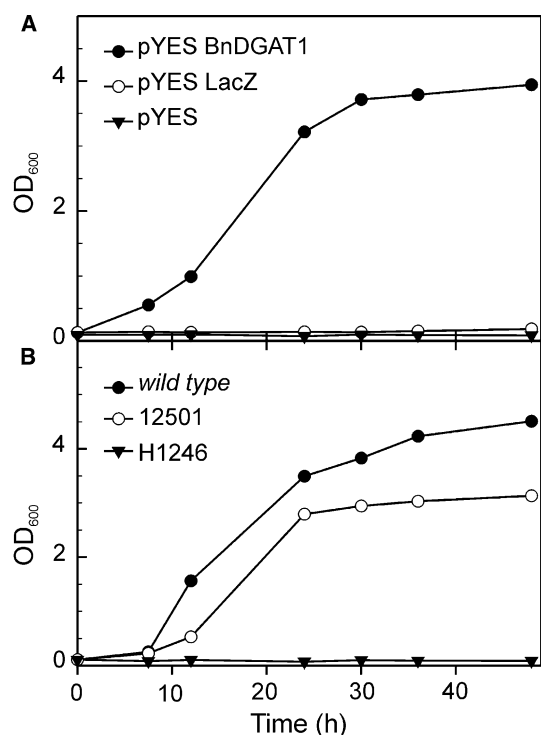 A
pYES BnDGAT1
pYES LacZ
pYES
4
2
0
OD600
B
wild type
12501
H1246
4
2
0
OD600
0 10 20 30 40
Time (h)